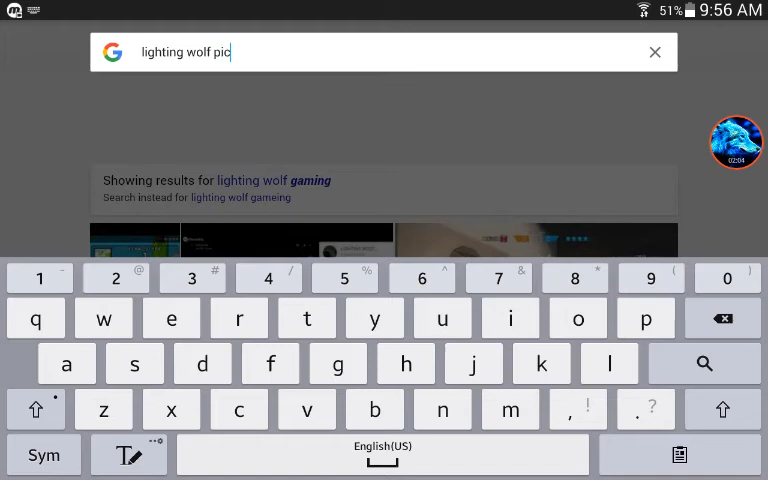 51% 9:56 AM
lighting wolf pic
02:04
Showing results for lighting wolf gaming
Search instead for lighting wolf gameing
1 - 2 @ 3 # 4 / 5 % 6 ^ 7 & 8 * 9 ( 0 )
q w e r t y u i o p
a s d f g h j k l
z x c v b n m , ! . ?
Sym T English(US)